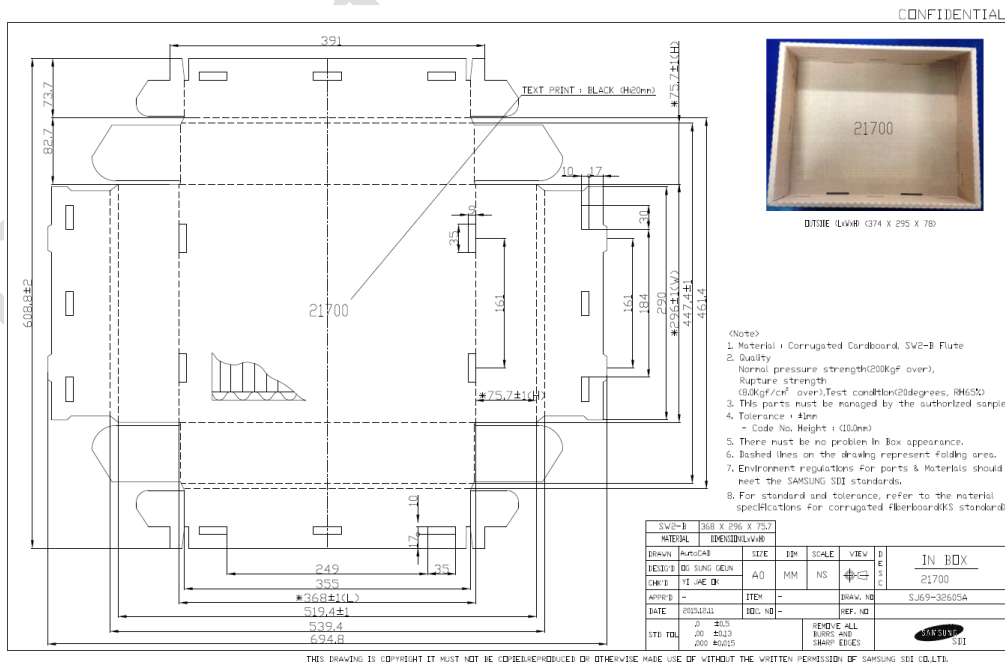 CONFIDENTIAL
391
73.7
82.7
*75.7±1(H)
TEXT PRINT : BLACK (H:20mm)
21700
OUTSIDE (LxWxH) (374 X 295 X 78)
10 17
30
9
35
608.8±2
21700
161
161
184
290
*296±1(W)
447.4±1
461.4
*75.7±1(H)
<Note>
1. Material : Corrugated Cardboard, SW2-B Flute
2. Quality
Normal pressure strength(200Kgf over),
Rupture strength
(8.0Kgf/cm² over),Test condition(20degrees, RH65%)
3. This parts must be managed by the authorized sample
4. Tolerance : ±1mm
- Code No. Height : (10.0mm)
5. There must be no problem in Box appearance.
6. Dashed lines on the drawing represent folding area.
7. Environment regulations for parts & Materials should
meet the SAMSUNG SDI standards.
8. For standard and tolerance, refer to the material
specifications for corrugated fiberboard(KS standard)
10
17
249 35
355
*368±1(L)
519.4±1
539.4
694.8
SW2-B 368 X 296 X 75.7
MATERIAL DIMENSION(LxWxH)
DRAWN AutoCAD SIZE DIM SCALE VIEW DESC IN BOX
DESIG'D OG SUNG GEUN A0 MM NS 21700
CHK'D YI JAE OK
APPR'D - ITEM - DRAW. NO SJ69-32605A
DATE 2015.12.11 DOC. NO - REF. NO
STD TOL .0 ±0.5
.00 ±0.13
.000 ±0.015
REMOVE ALL
BURRS AND
SHARP EDGES
SAMSUNG SDI
THIS DRAWING IS COPYRIGHT IT MUST NOT BE COPIED.REPRODUCED OR OTHERWISE MADE USE OF WITHOUT THE WRITTEN PERMISSION OF SAMSUNG SDI CO.,LTD.